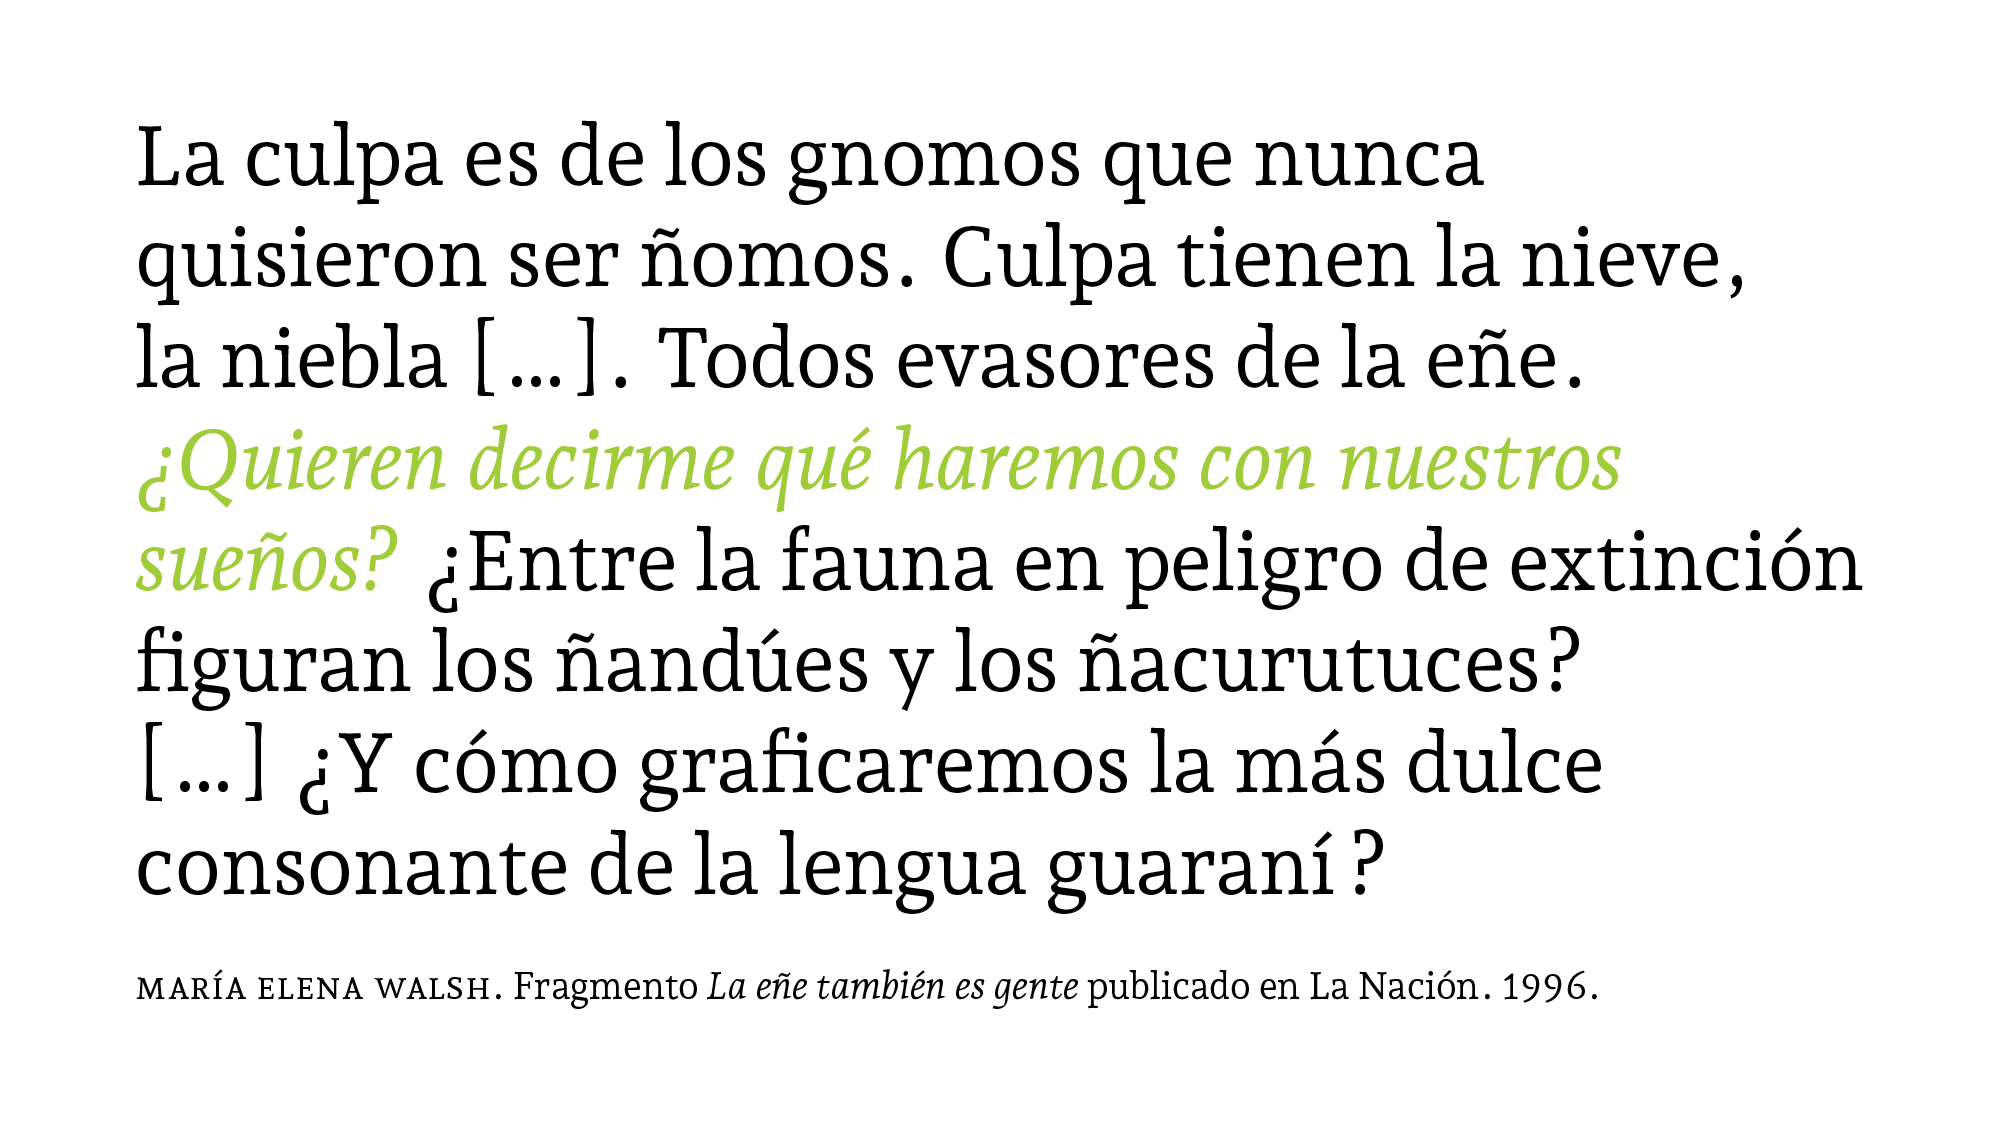 La culpa es de los gnomos que nunca
quisieron ser ñomos. Culpa tienen la nieve,
la niebla [...]. Todos evasores de la eñe.
¿Quieren decirme qué haremos con nuestros
sueños? ¿Entre la fauna en peligro de extinción
figuran los ñandúes y los ñacurutuces?
[...] ¿Y cómo graficaremos la más dulce
consonante de la lengua guaraní?
MARÍA ELENA WALSH. Fragmento La eñe también es gente publicado en La Nación. 1996.